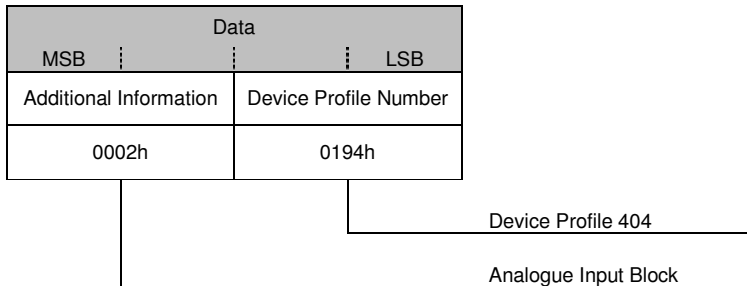 Data
MSB LSB
Additional Information Device Profile Number
0002h 0194h
Device Profile 404
Analogue Input Block